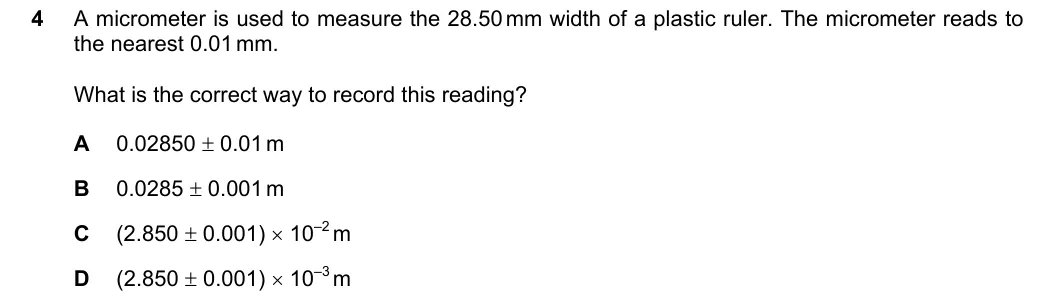 4 A micrometer is used to measure the 28.50 mm width of a plastic ruler. The micrometer reads to
the nearest 0.01 mm.
What is the correct way to record this reading?
A 0.02850 ± 0.01 m
B 0.0285 ± 0.001 m
C (2.850 ± 0.001) × 10⁻² m
D (2.850 ± 0.001) × 10⁻³ m